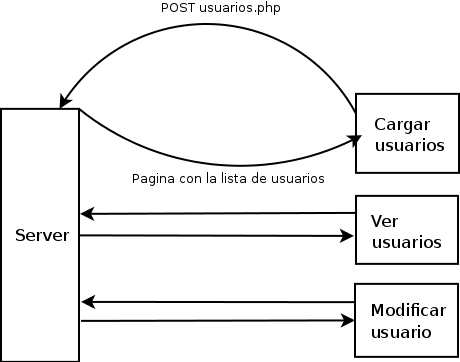 POST usuarios.php
Cargar
usuarios
Pagina con la lista de usuarios
Server
Ver
usuarios
Modificar
usuario